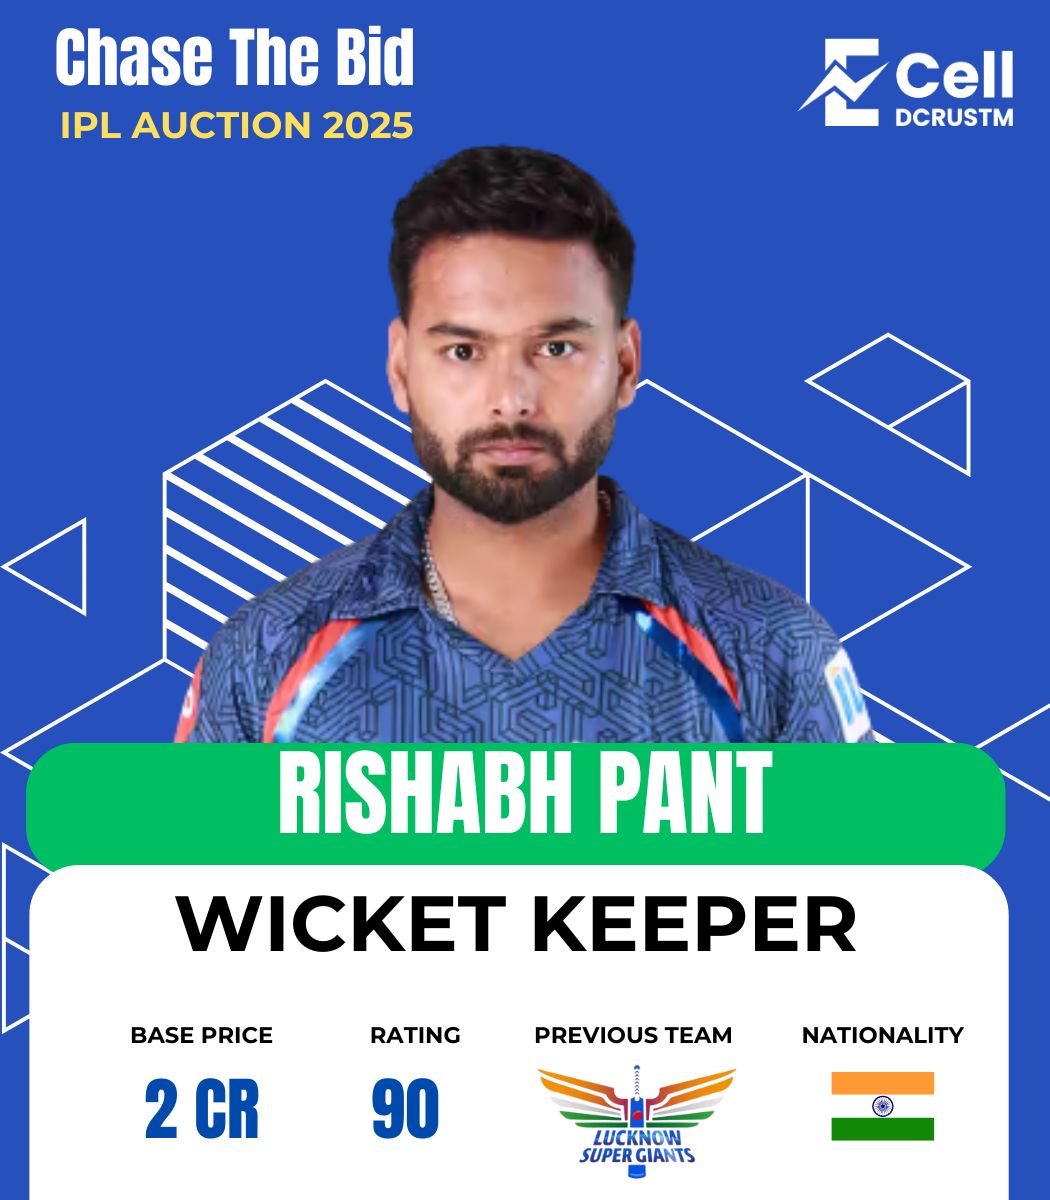 Chase The Bid
IPL AUCTION 2025
Cell
DCRUSTM
RISHABH PANT
WICKET KEEPER
BASE PRICE
RATING
PREVIOUS TEAM
NATIONALITY
2 CR
90
LUCKNOW
SUPER GIANTS